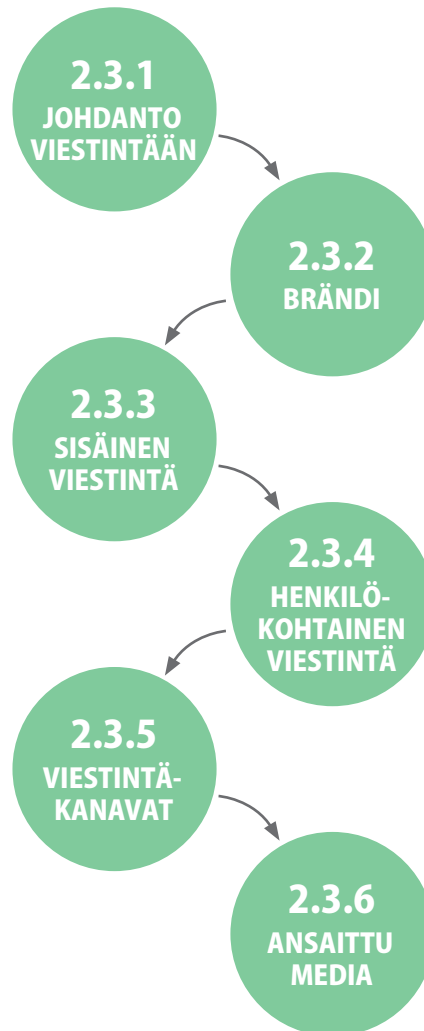 2.3.1
JOHDANTO
VIESTINTÄÄN
2.3.2
BRÄNDI
2.3.3
SISÄINEN
VIESTINTÄ
2.3.4
HENKILÖ-
KOHTAINEN
VIESTINTÄ
2.3.5
VIESTINTÄ-
KANAVAT
2.3.6
ANSAITTU
MEDIA